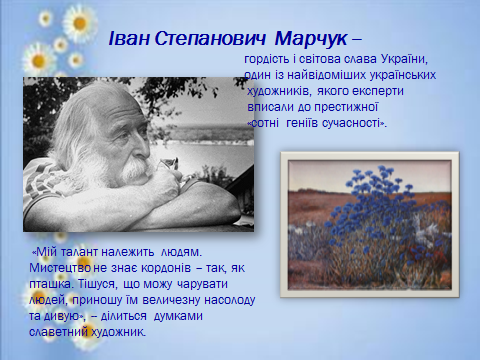 Іван Степанович Марчук –
гордість і світова слава України,
один із найвідоміших українських
художників, якого експерти
вписали до престижної
«сотні геніїв сучасності».
«Мій талант належить людям.
Мистецтво не знає кордонів – так, як
пташка. Тішуся, що можу чарувати
людей, приношу їм величезну насолоду
та дивую», – ділиться думками
славетний художник.